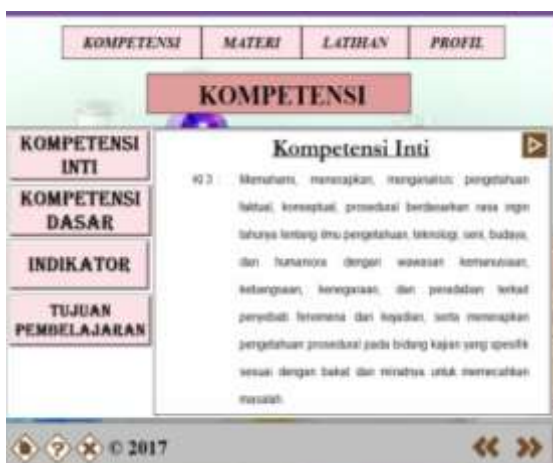 KOMPETENSI MATERI LATIHAN PROFIL
KOMPETENSI
KOMPETENSI
INTI
KOMPETENSI
DASAR
INDIKATOR
TUJUAN
PEMBELAJARAN
Kompetensi Inti
KI 3 : Memahami, menerapkan, menganalisis pengetahuan
faktual, konseptual, prosedural berdasarkan rasa ingin
tahunya tentang ilmu pengetahuan, teknologi, seni, budaya,
dan humaniora dengan wawasan kemanusiaan,
kebangsaan, kenegaraan, dan peradaban terkait
penyebab fenomena dan kejadian, serta menerapkan
pengetahuan prosedural pada bidang kajian yang spesifik
sesuai dengan bakat dan minatnya untuk memecahkan
masalah.
? © 2017